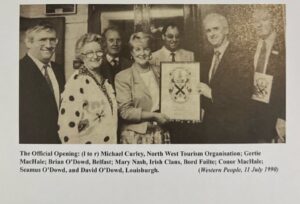 The Official Opening: (l to r) Michael Curley, North West Tourism Organisation; Gertie
MacHale; Brian O'Dowd, Belfast; Mary Nash, Irish Clans, Bord Failte; Conor MacHale;
Seamus O'Dowd, and David O'Dowd, Louisburgh. (Western People, 11 July 1990)